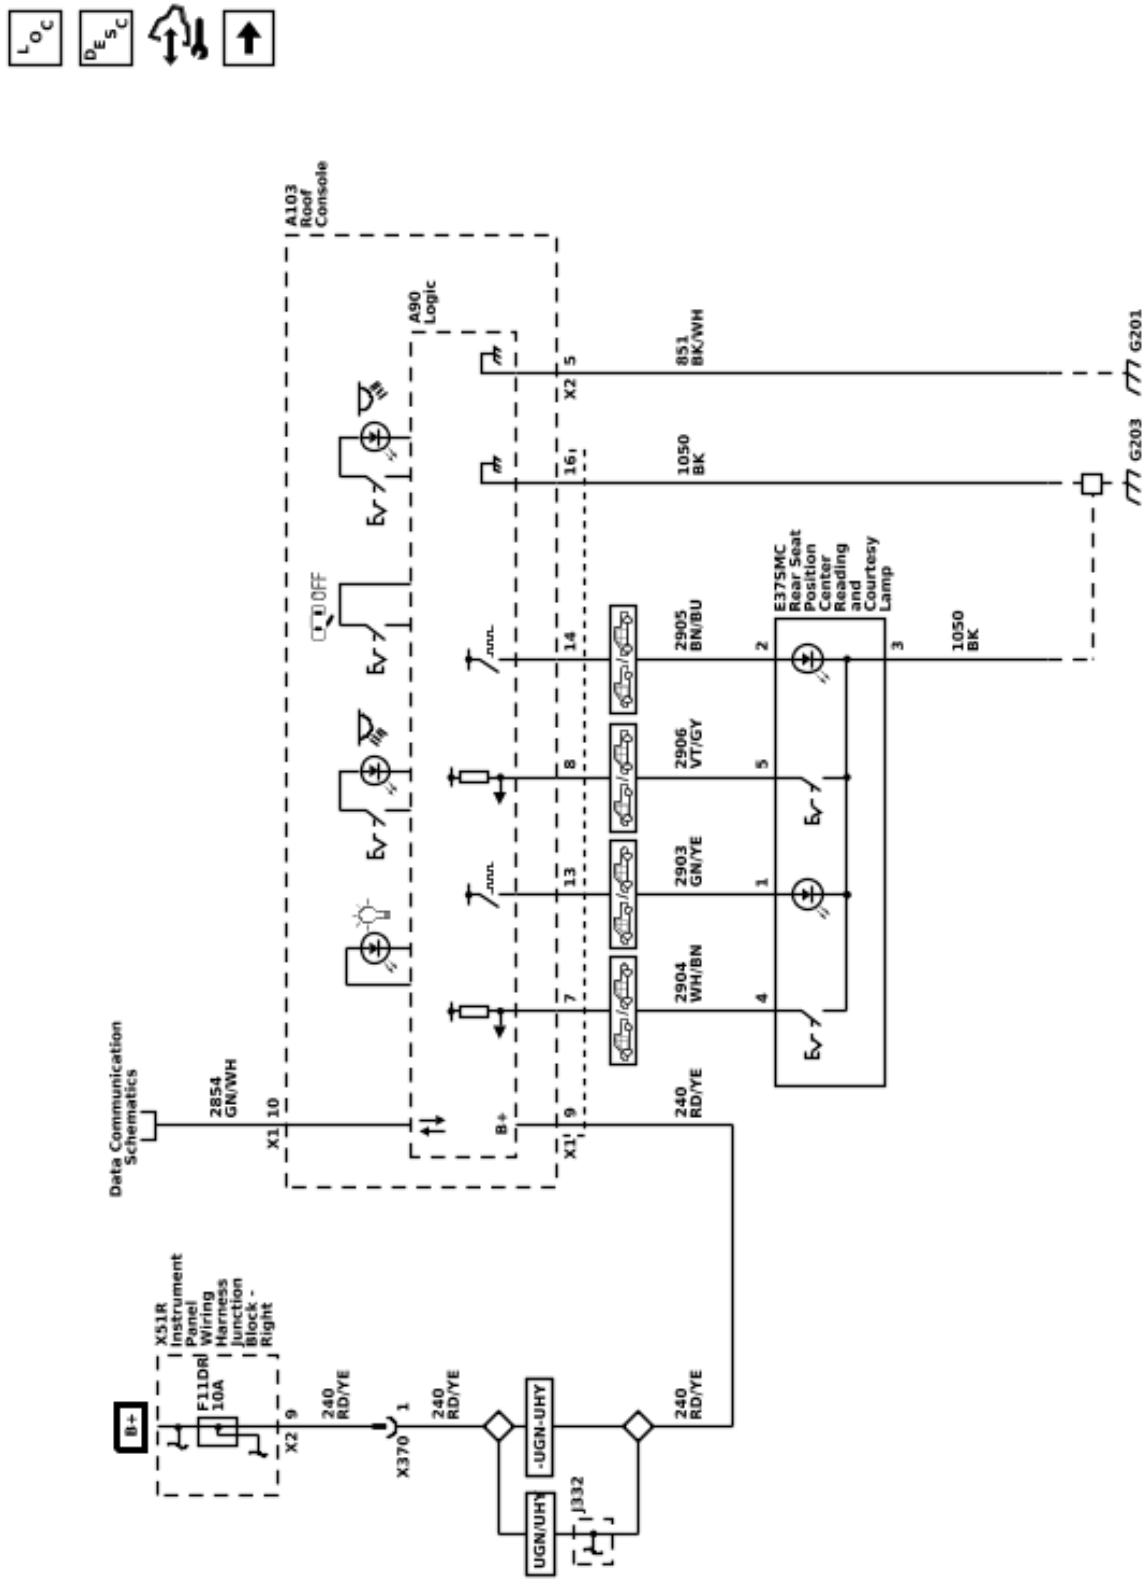 L O C
D E S C
B+
X51R
Instrument
Panel
Wiring
Harness
Junction
Block -
Right
F11DR
10A
X2 9
240
RD/YE
X370 1
240
RD/YE
UGN/UHY
-UGN-UHY
J332
240
RD/YE
Data Communication
Schematics
2854
GN/WH
X1 10
A103
Roof
Console
OFF
A90
Logic
B+
X1 9
7
13
8
14
16
X2 5
240
RD/YE
2904
WH/BN
2903
GN/YE
2906
VT/GY
2905
BN/BU
1050
BK
851
BK/WH
4
1
5
2
E37SMC
Rear Seat
Position
Center
Reading
and
Courtesy
Lamp
3
1050
BK
G203
G201